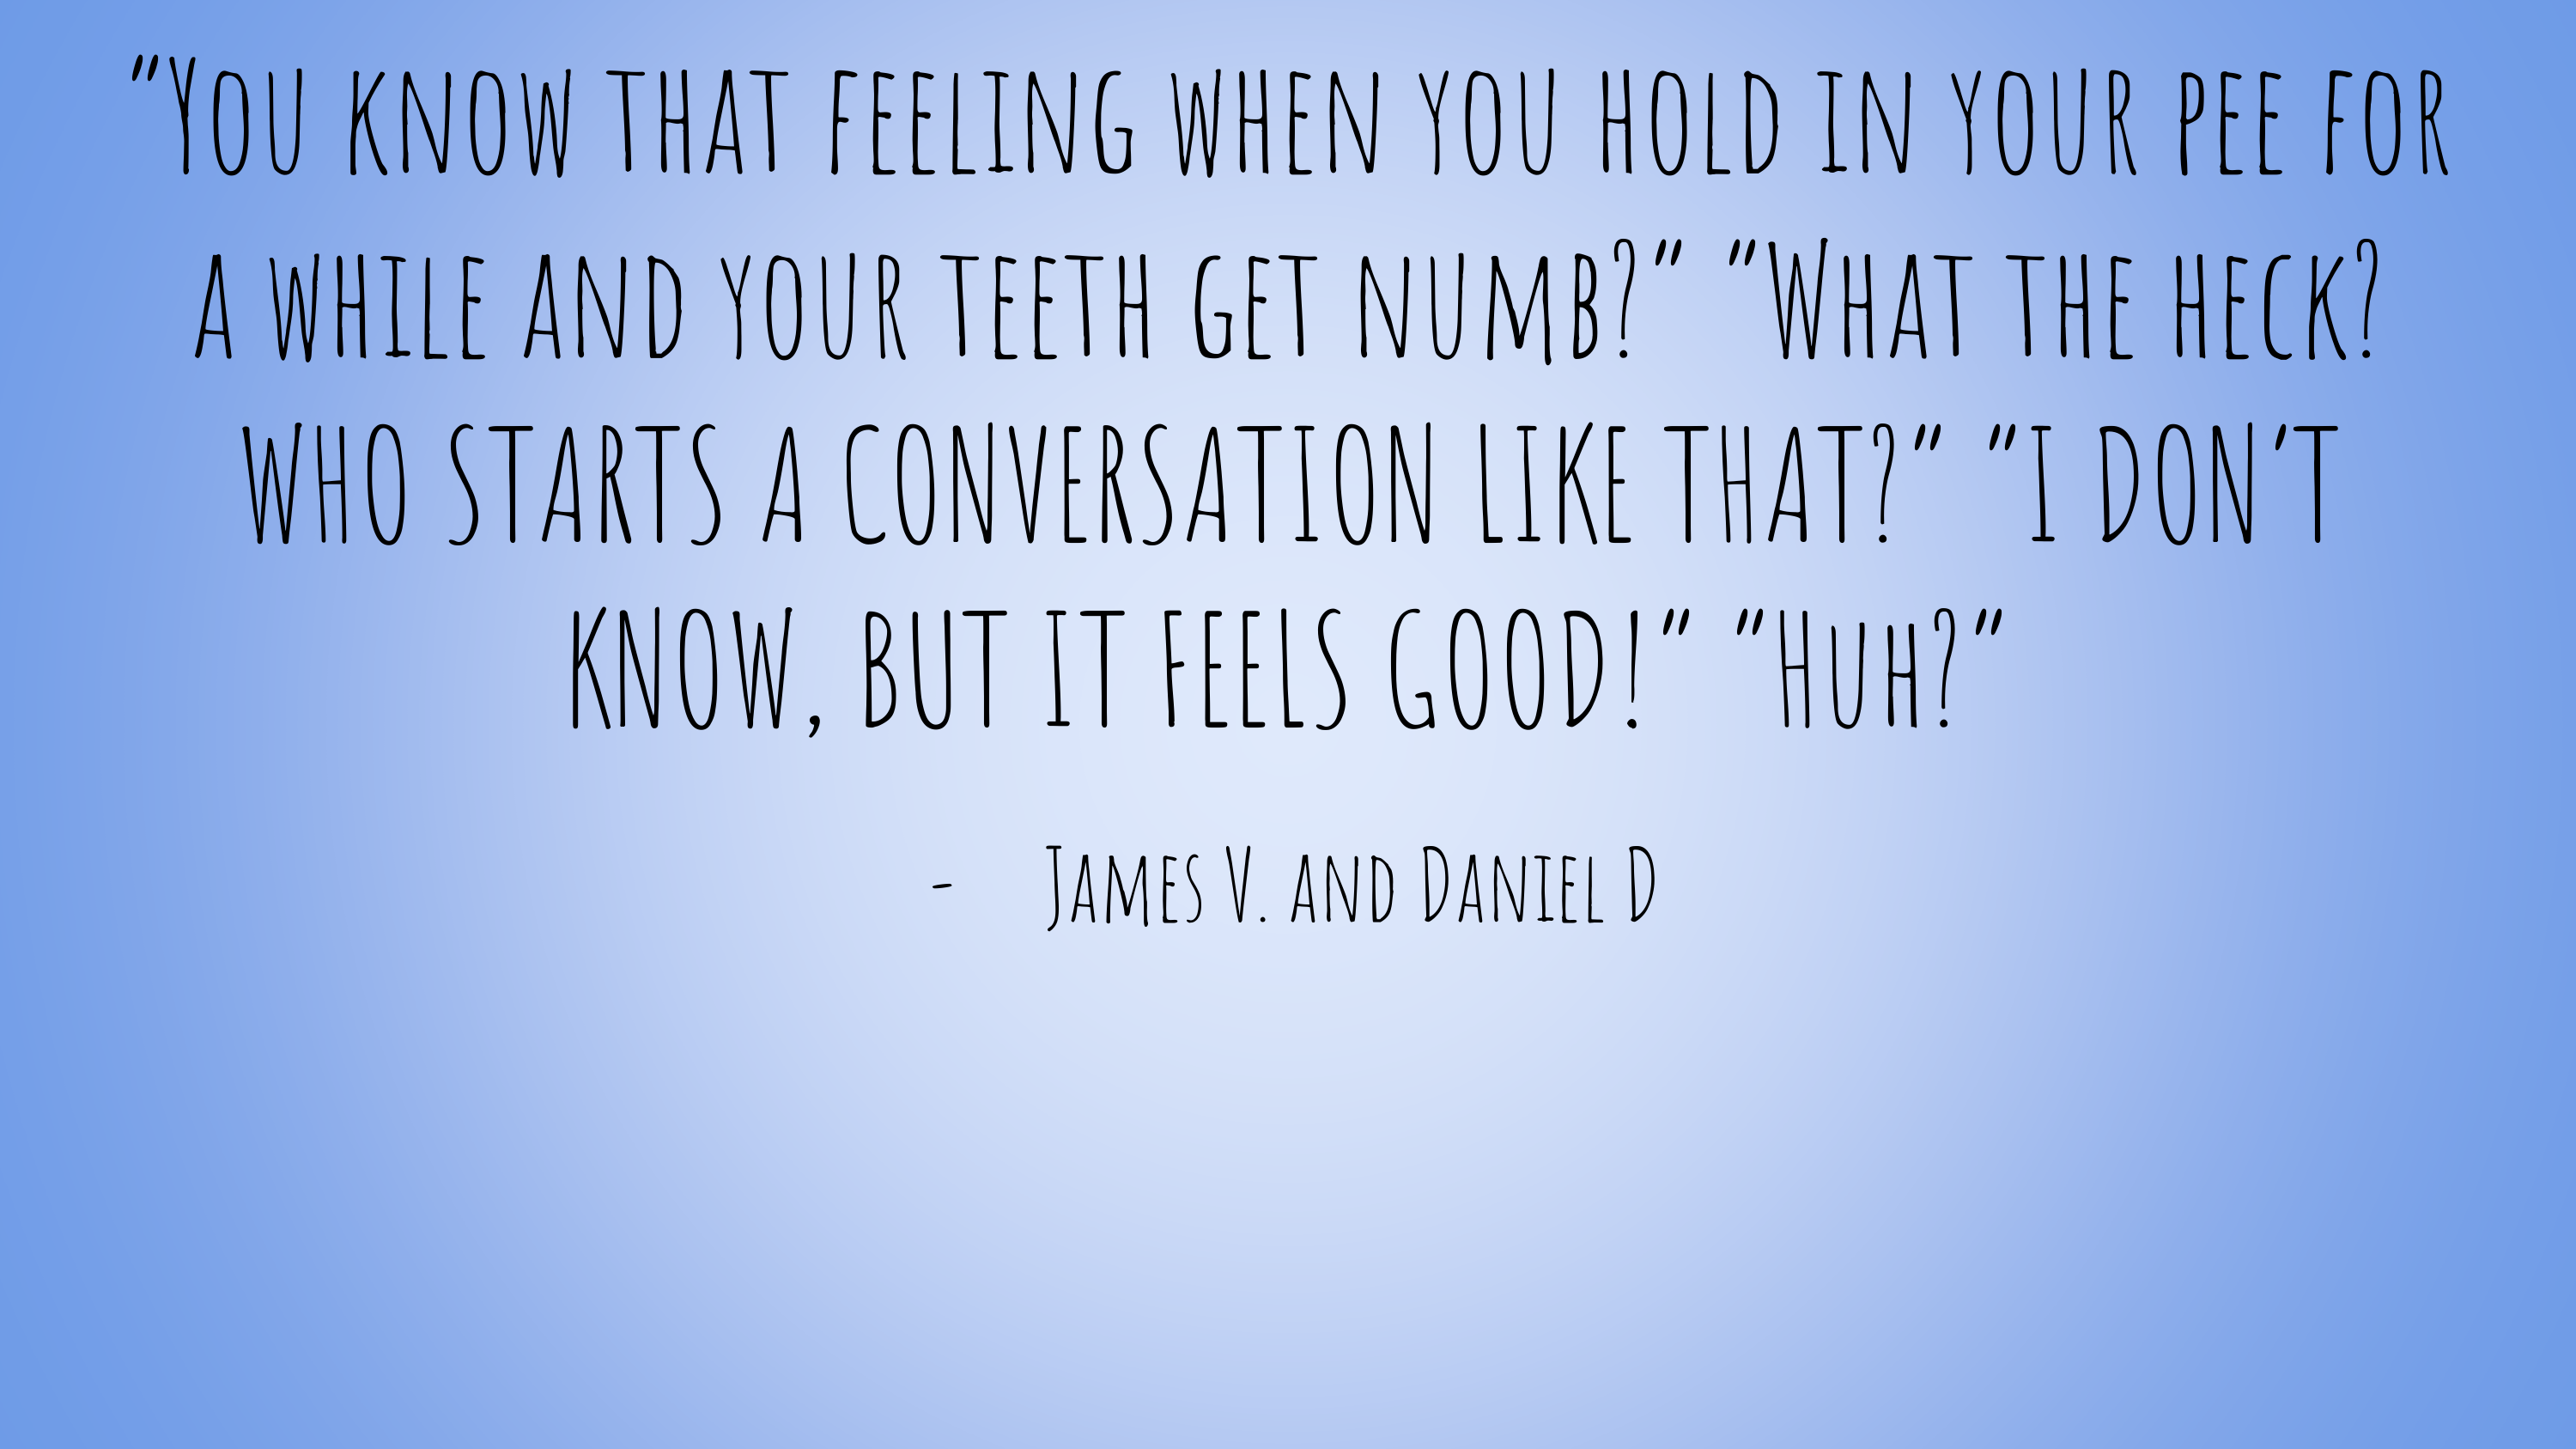 "You know that feeling when you hold in your pee for
a while and your teeth get numb?" "What the heck?
WHO STARTS A CONVERSATION LIKE THAT?" "I DON'T
KNOW, BUT IT FEELS GOOD!" "Huh?"
- James V. and Daniel D